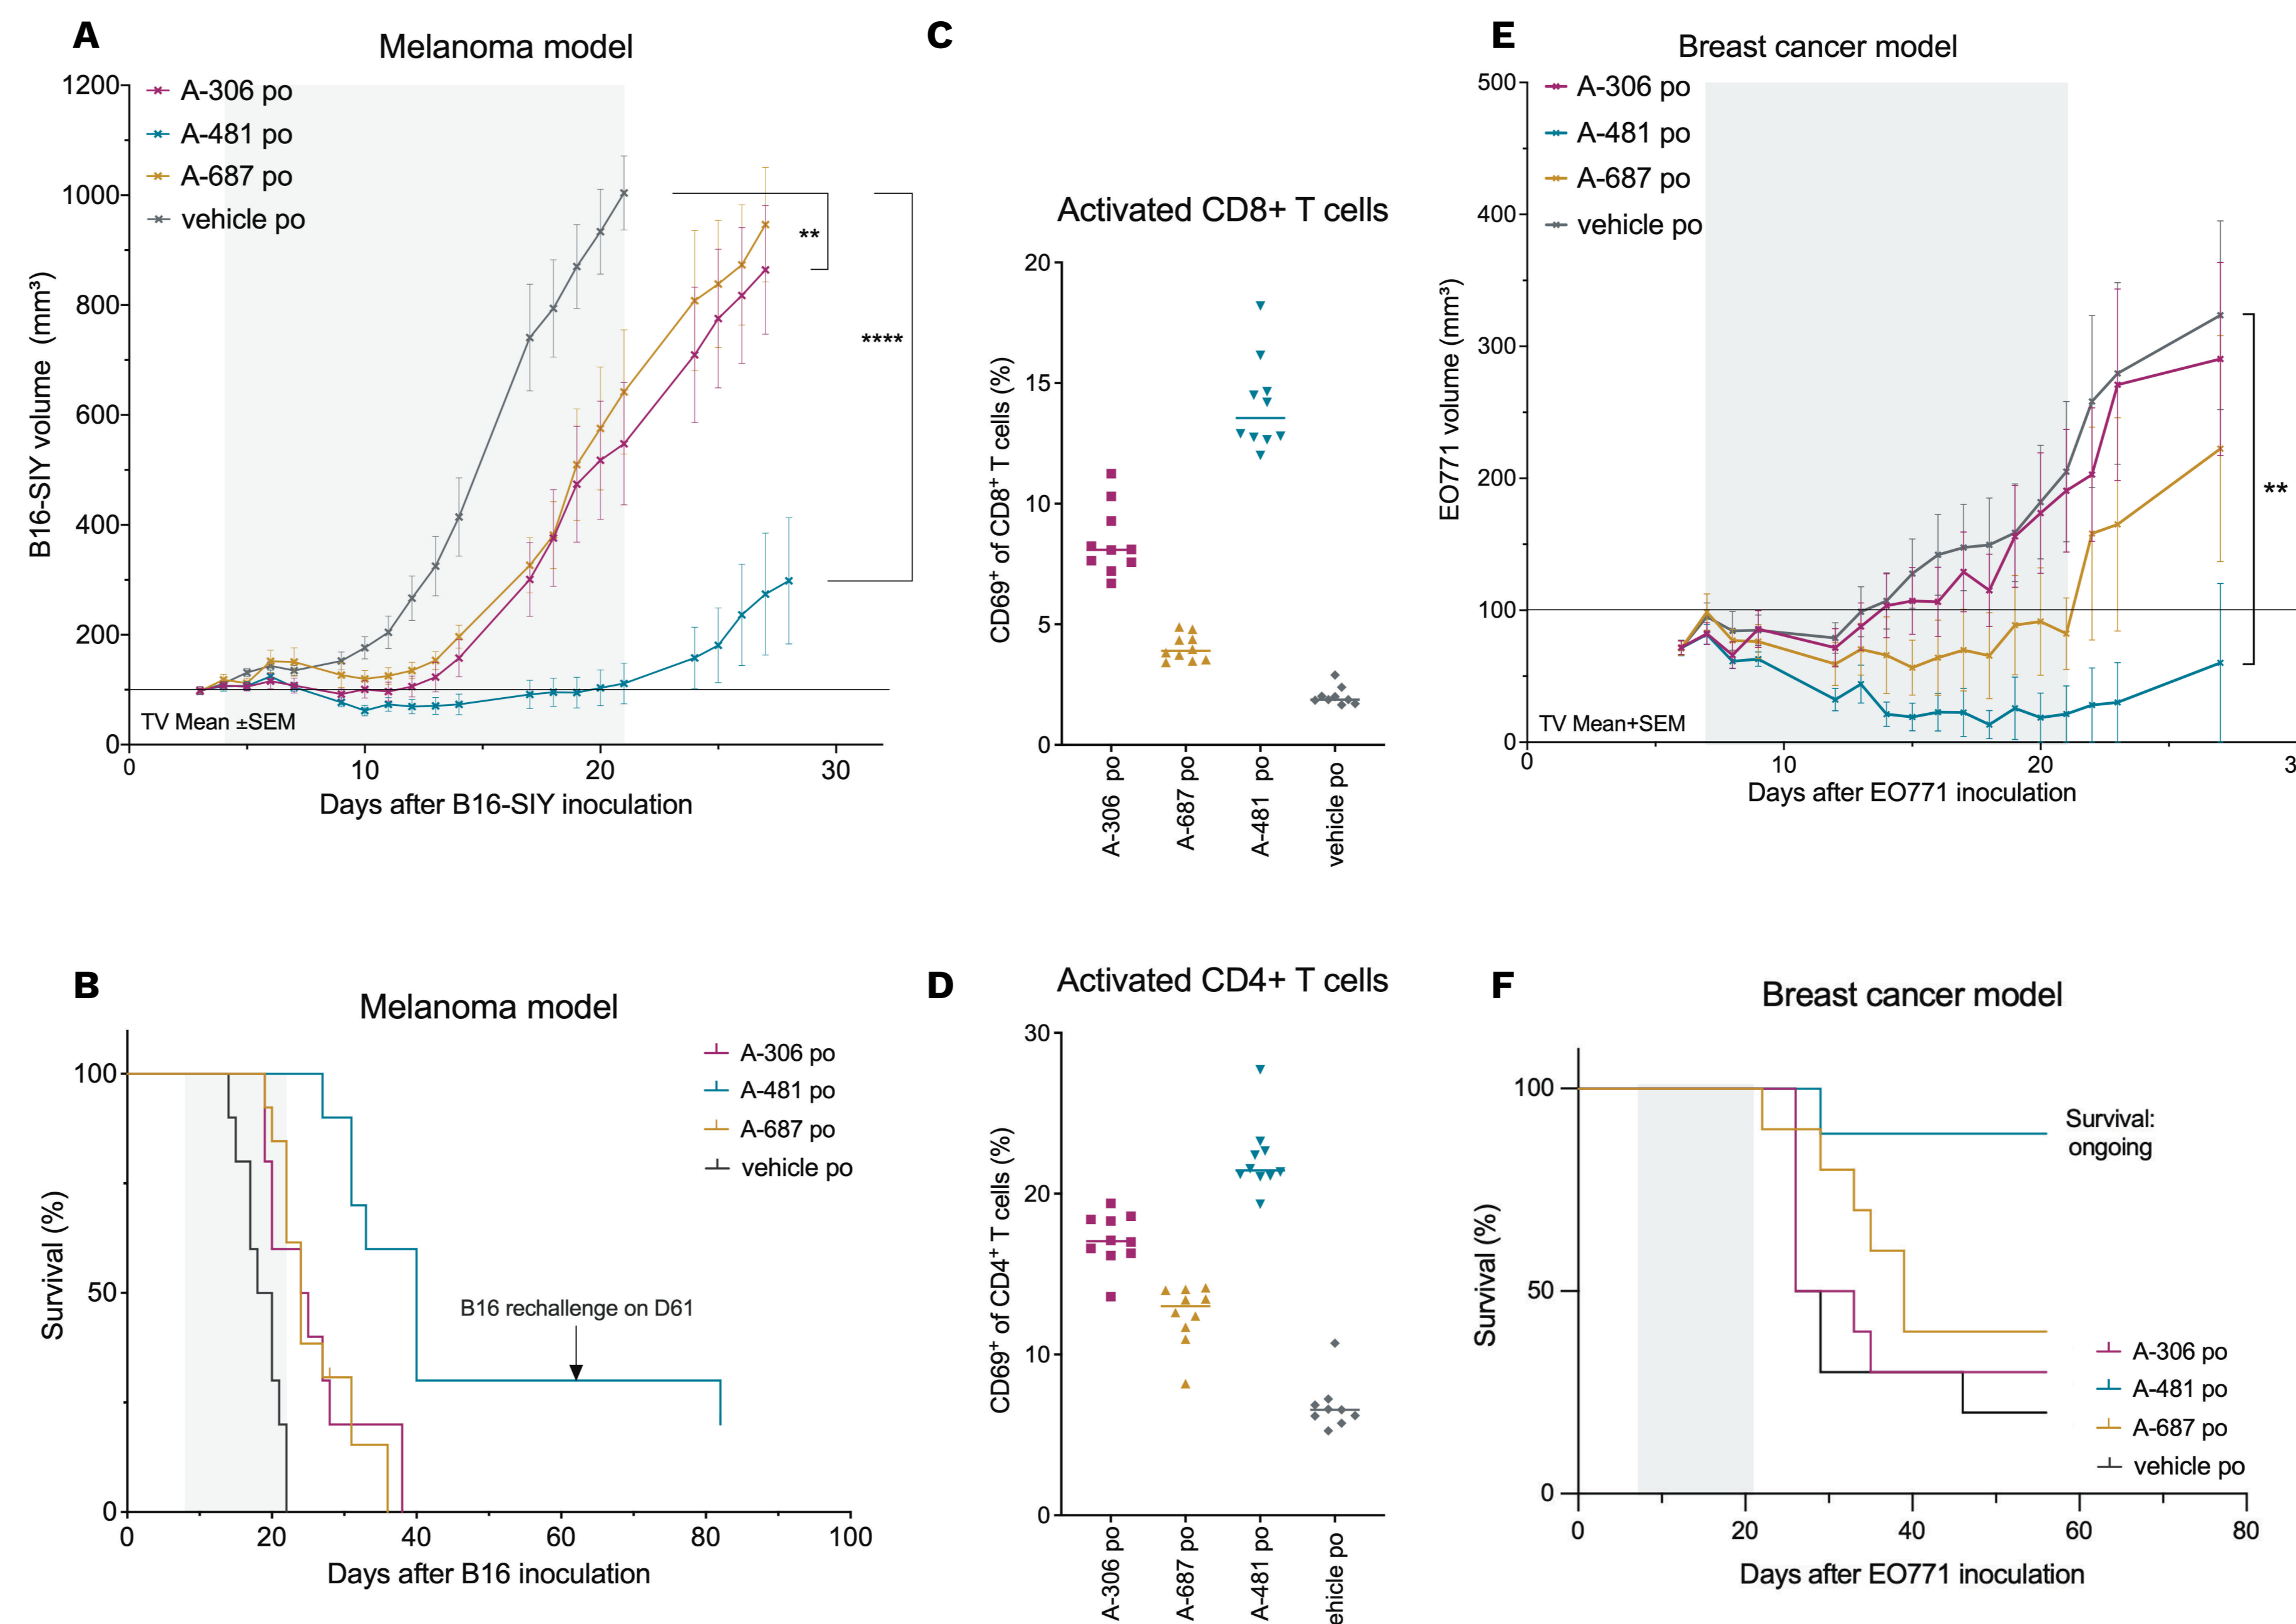 A
Melanoma model
1200
1000
800
600
400
200
0
B16-SIY volume (mm³)
A-306 po
A-481 po
A-687 po
vehicle po
**
****
TV Mean ±SEM
0
10
20
30
Days after B16-SIY inoculation
B
Melanoma model
100
50
0
Survival (%)
A-306 po
A-481 po
A-687 po
vehicle po
B16 rechallenge on D61
0
20
40
60
80
100
Days after B16 inoculation
C
Activated CD8+ T cells
20
15
10
5
0
CD69⁺ of CD8⁺ T cells (%)
A-306 po
A-687 po
A-481 po
vehicle po
D
Activated CD4+ T cells
30
20
10
0
CD69⁺ of CD4⁺ T cells (%)
A-306 po
A-687 po
A-481 po
ehicle po
E
Breast cancer model
500
400
300
200
100
0
EO771 volume (mm³)
A-306 po
A-481 po
A-687 po
vehicle po
**
TV Mean+SEM
0
10
20
3
Days after EO771 inoculation
F
Breast cancer model
100
50
0
Survival (%)
Survival:
ongoing
A-306 po
A-481 po
A-687 po
vehicle po
0
20
40
60
80
Days after EO771 inoculation